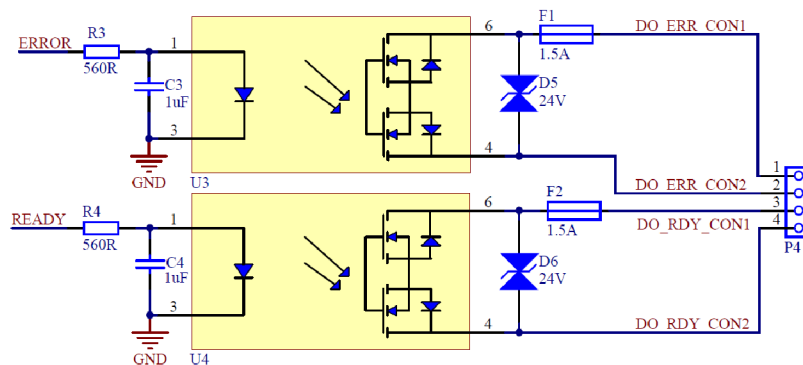 ERROR
R3
560R
1
C3
1uF
3
GND
U3
6
4
F1
1.5A
D5
24V
DO_ERR_CON1
DO_ERR_CON2
READY
R4
560R
1
C4
1uF
3
GND
U4
6
4
F2
1.5A
D6
24V
DO_RDY_CON1
DO_RDY_CON2
1
2
3
4
P4